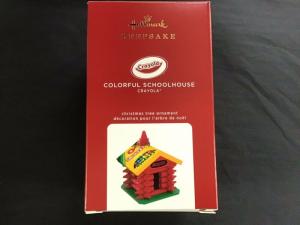 Hallmark
KEEPSAKE
Crayola
COLORFUL SCHOOLHOUSE
CRAYOLA®
christmas tree ornament
décoration pour l'arbre de noël